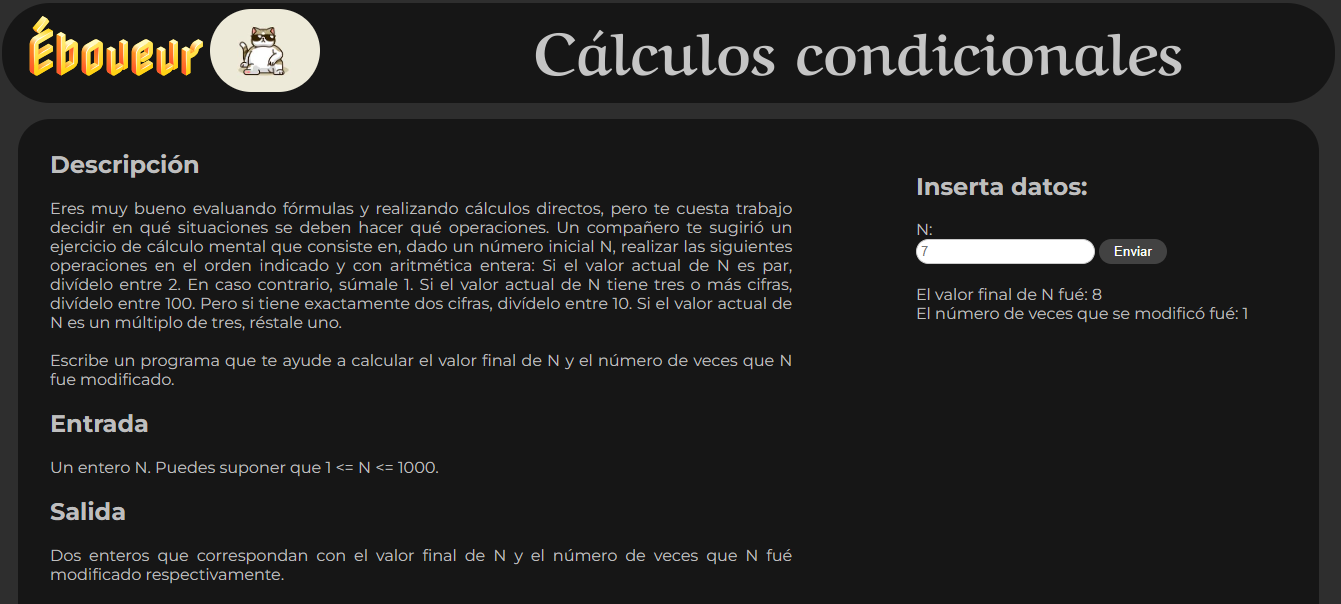 Éboueur
Cálculos condicionales
Descripción
Eres muy bueno evaluando fórmulas y realizando cálculos directos, pero te cuesta trabajo
decidir en qué situaciones se deben hacer qué operaciones. Un compañero te sugirió un
ejercicio de cálculo mental que consiste en, dado un número inicial N, realizar las siguientes
operaciones en el orden indicado y con aritmética entera: Si el valor actual de N es par,
divídelo entre 2. En caso contrario, súmale 1. Si el valor actual de N tiene tres o más cifras,
divídelo entre 100. Pero si tiene exactamente dos cifras, divídelo entre 10. Si el valor actual de
N es un múltiplo de tres, réstale uno.
Escribe un programa que te ayude a calcular el valor final de N y el número de veces que N
fue modificado.
Entrada
Un entero N. Puedes suponer que 1 <= N <= 1000.
Salida
Dos enteros que correspondan con el valor final de N y el número de veces que N fué
modificado respectivamente.
Inserta datos:
N:
7 Enviar
El valor final de N fué: 8
El número de veces que se modificó fué: 1